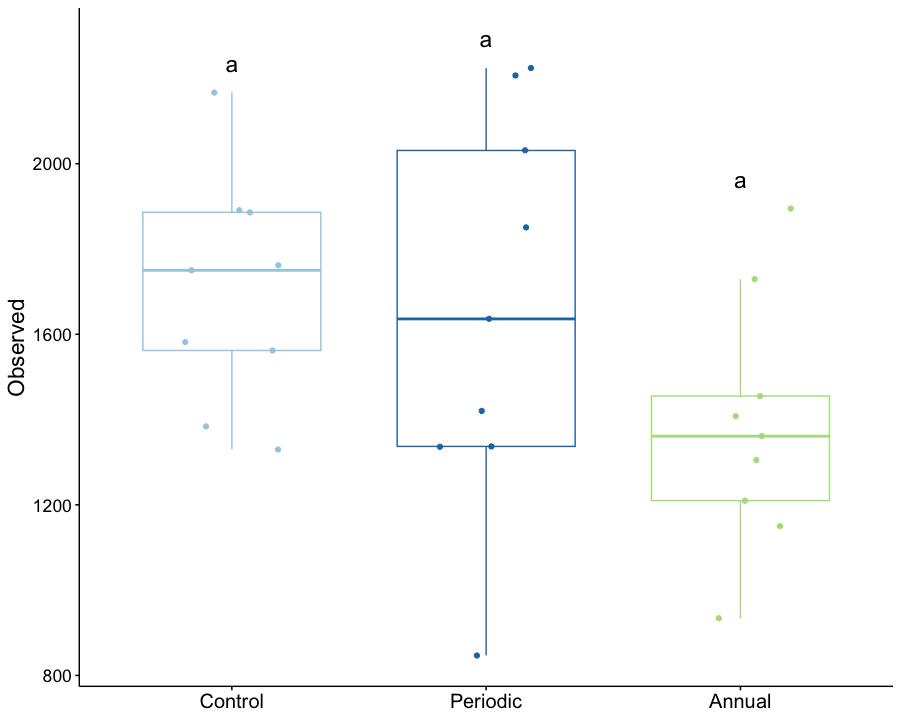 a
a
a
2000
1600
1200
800
Observed
Control Periodic Annual